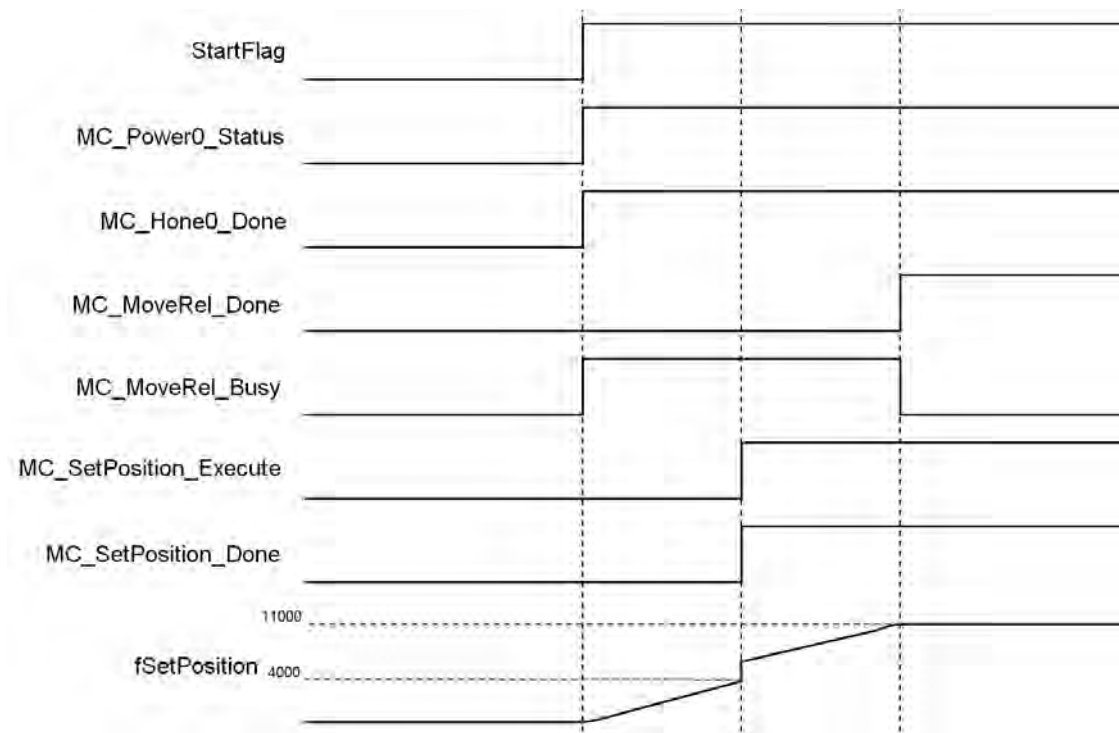 StartFlag
MC_Power0_Status
MC_Hone0_Done
MC_MoveRel_Done
MC_MoveRel_Busy
MC_SetPosition_Execute
MC_SetPosition_Done
11000
fSetPosition 4000